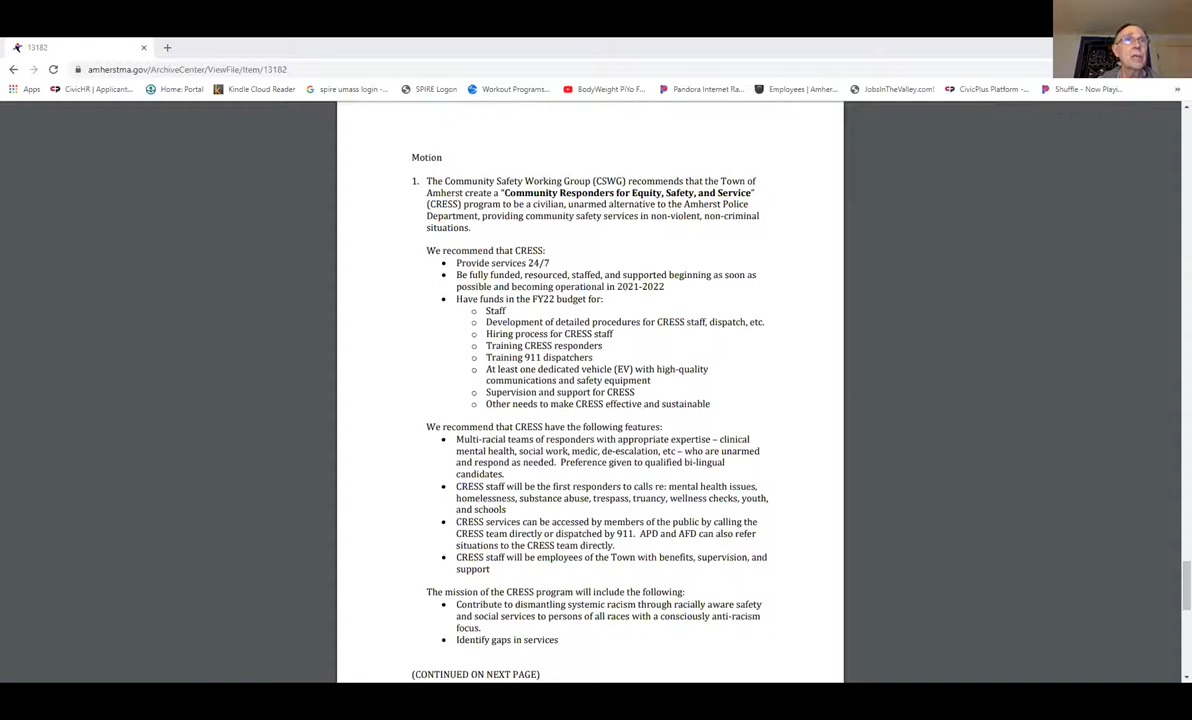 13182
amherstma.gov/ArchiveCenter/ViewFile/Item/13182
Apps
CivicHR | Applicant...
Home: Portal
Kindle Cloud Reader
spire umass login -...
SPIRE Logon
Workout Programs...
BodyWeight PiYo F...
Pandora Internet Ra...
Employees | Amher...
JobsInTheValley.com!
CivicPlus Platform -...
Shuffle - Now Playi...
»
Motion
1. The Community Safety Working Group (CSWG) recommends that the Town of
Amherst create a "Community Responders for Equity, Safety, and Service"
(CRESS) program to be a civilian, unarmed alternative to the Amherst Police
Department, providing community safety services in non-violent, non-criminal
situations.
We recommend that CRESS:
• Provide services 24/7
• Be fully funded, resourced, staffed, and supported beginning as soon as
possible and becoming operational in 2021-2022
• Have funds in the FY22 budget for:
o Staff
o Development of detailed procedures for CRESS staff, dispatch, etc.
o Hiring process for CRESS staff
o Training CRESS responders
o Training 911 dispatchers
o At least one dedicated vehicle (EV) with high-quality
communications and safety equipment
o Supervision and support for CRESS
o Other needs to make CRESS effective and sustainable
We recommend that CRESS have the following features:
• Multi-racial teams of responders with appropriate expertise – clinical
mental health, social work, medic, de-escalation, etc – who are unarmed
and respond as needed. Preference given to qualified bi-lingual
candidates.
• CRESS staff will be the first responders to calls re: mental health issues,
homelessness, substance abuse, trespass, truancy, wellness checks, youth,
and schools
• CRESS services can be accessed by members of the public by calling the
CRESS team directly or dispatched by 911. APD and AFD can also refer
situations to the CRESS team directly.
• CRESS staff will be employees of the Town with benefits, supervision, and
support
The mission of the CRESS program will include the following:
• Contribute to dismantling systemic racism through racially aware safety
and social services to persons of all races with a consciously anti-racism
focus.
• Identify gaps in services
(CONTINUED ON NEXT PAGE)